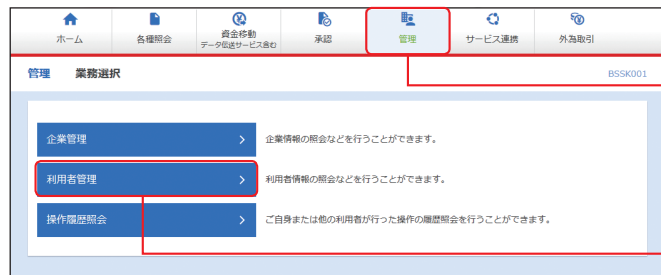 ホーム
各種照会
資金移動
データ伝送サービス含む
承認
管理
サービス連携
外為取引
管理 業務選択
BSSK001
企業管理
企業情報の照会などを行うことができます。
利用者管理
利用者情報の照会などを行うことができます。
操作履歴照会
ご自身または他の利用者が行った操作の履歴照会を行うことができます。